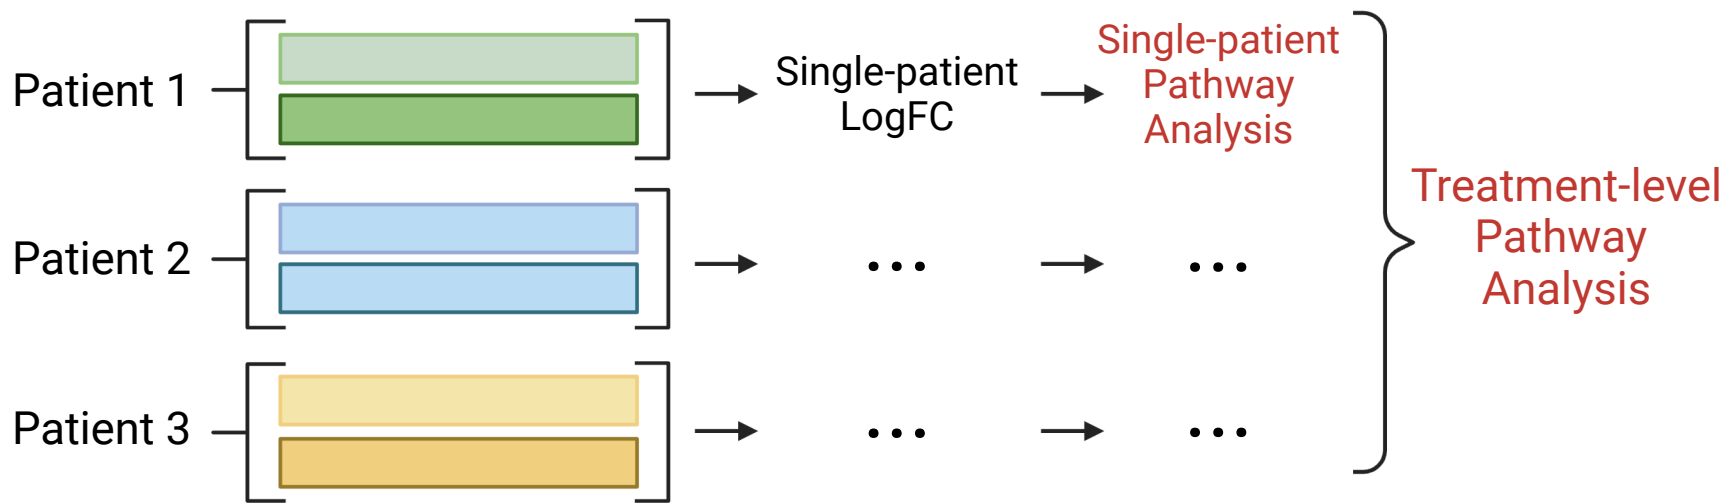 Patient 1
Single-patient
LogFC
Single-patient
Pathway
Analysis
Patient 2
...
...
Treatment-level
Pathway
Analysis
Patient 3
...
...